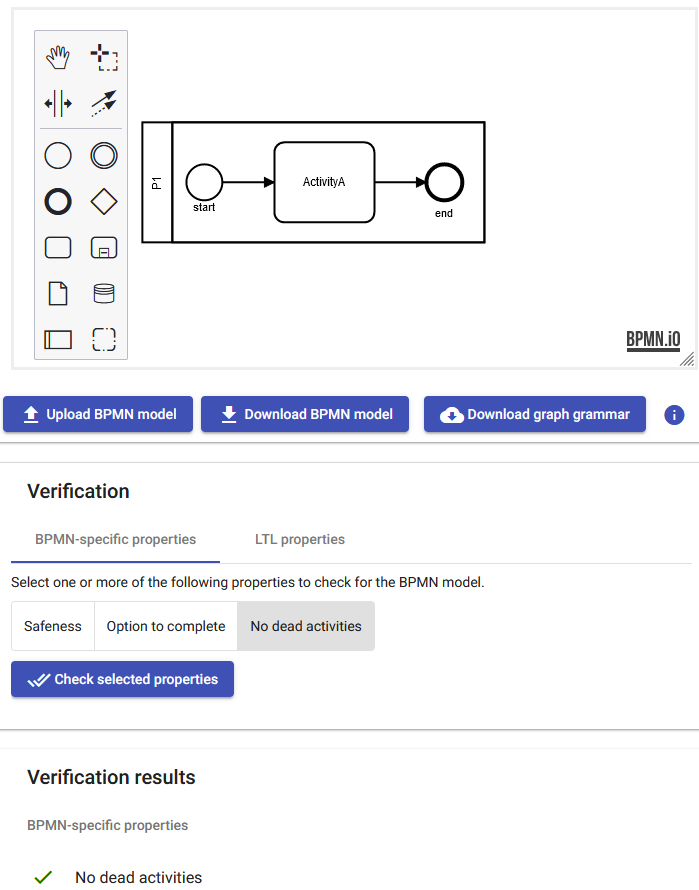 P1
start
ActivityA
end
BPMN.iO
Upload BPMN model
Download BPMN model
Download graph grammar
i
Verification
BPMN-specific properties
LTL properties
Select one or more of the following properties to check for the BPMN model.
Safeness
Option to complete
No dead activities
Check selected properties
Verification results
BPMN-specific properties
No dead activities